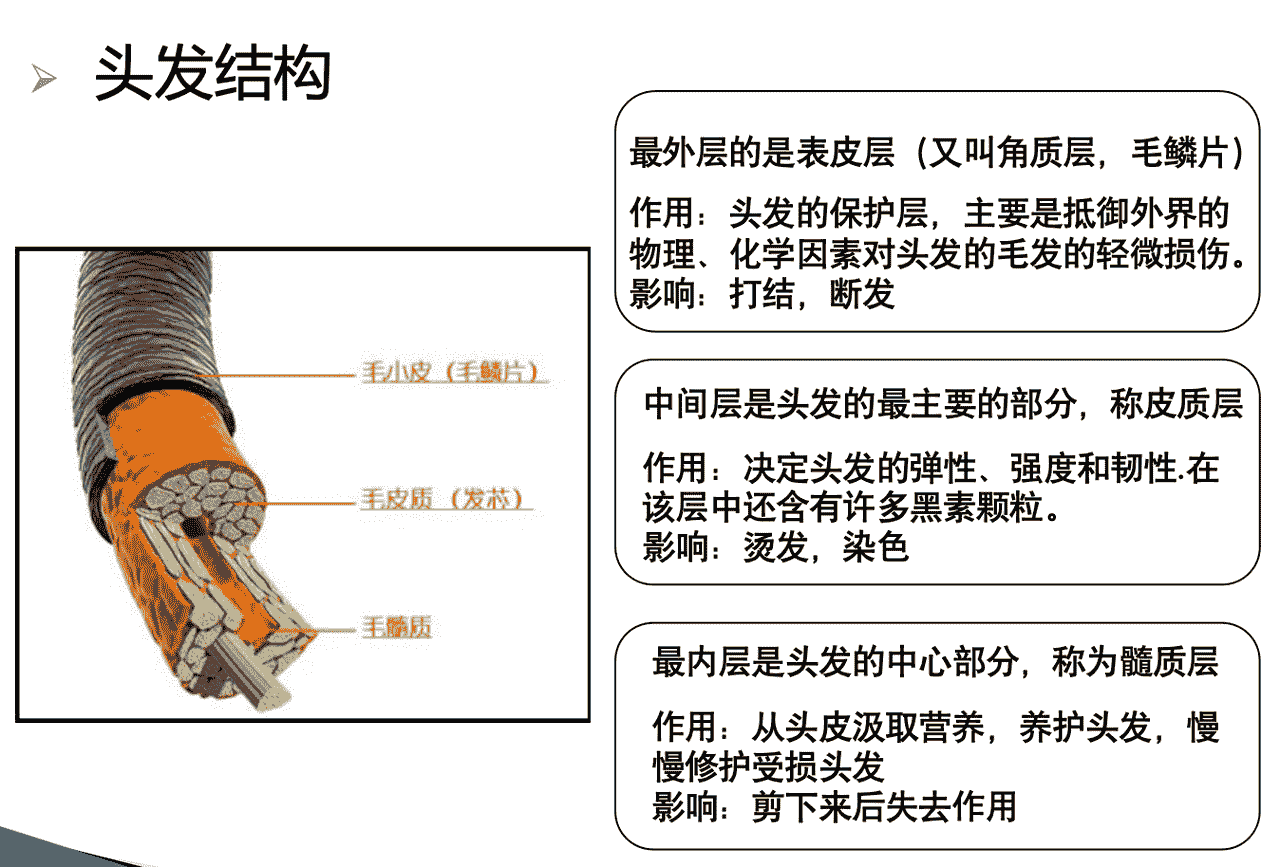 头发结构
最外层的是表皮层（又叫角质层，毛鳞片）
作用：头发的保护层，主要是抵御外界的
物理、化学因素对头发的毛发的轻微损伤。
影响：打结，断发
毛小皮（毛鳞片）
毛皮质（发芯）
毛髓质
中间层是头发的最主要的部分，称皮质层
作用：决定头发的弹性、强度和韧性.在
该层中还含有许多黑素颗粒。
影响：烫发，染色
最内层是头发的中心部分，称为髓质层
作用：从头皮汲取营养，养护头发，慢
慢修护受损头发
影响：剪下来后失去作用